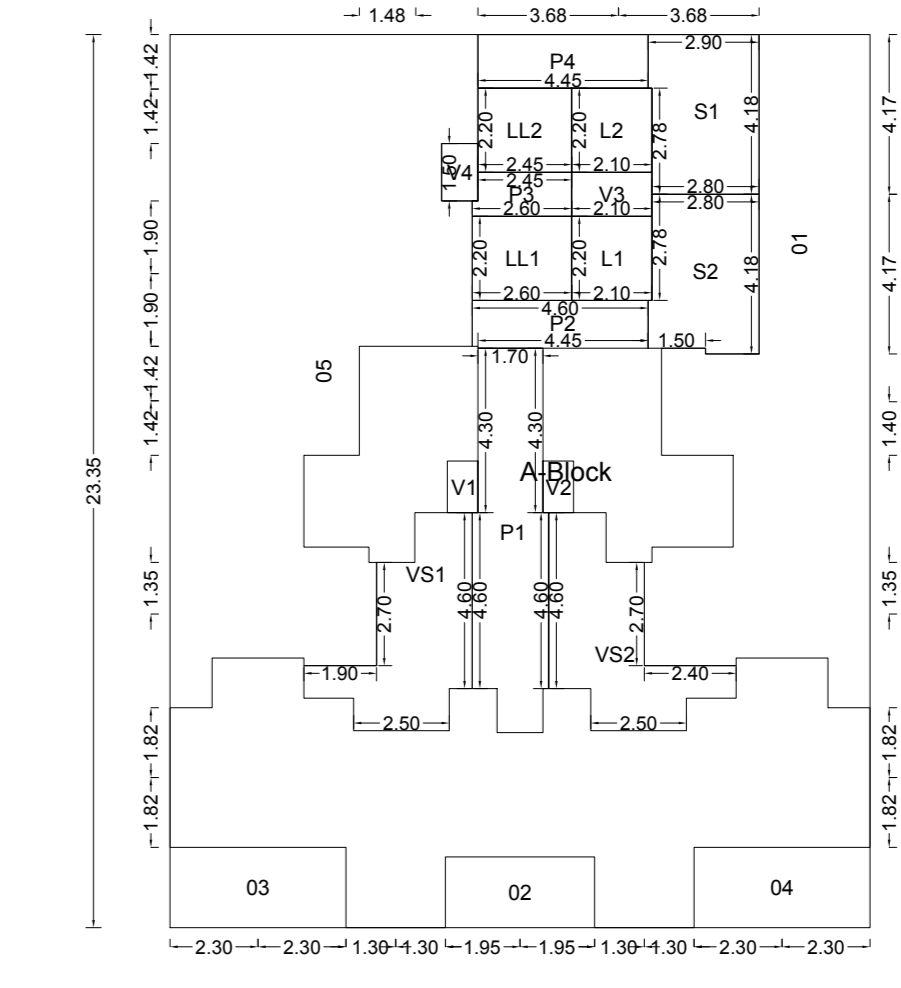 1.48 3.68 3.68
2.90
1.42 P4
4.45
1.42 2.20 LL2 2.20 L2 2.78 S1 4.18 4.17
1.50 V4 2.45 2.10
2.45 2.80
P3 V3 2.80
2.60 2.10
1.90 2.20 LL1 2.20 L1 2.78 S2 4.18 4.17 01
2.60 2.10
1.90 4.60
P2
4.45 1.50
1.70
1.42 05
1.42 4.30 4.30 1.40
A-Block
23.35
V1 V2
P1
1.35 VS1 1.35
2.70 4.60 4.60 4.60 4.60 2.70
VS2
1.90 2.40
2.50 2.50
1.82 1.82
1.82 1.82
03 02 04
2.30 2.30 1.30 1.30 1.95 1.95 1.30 1.30 2.30 2.30